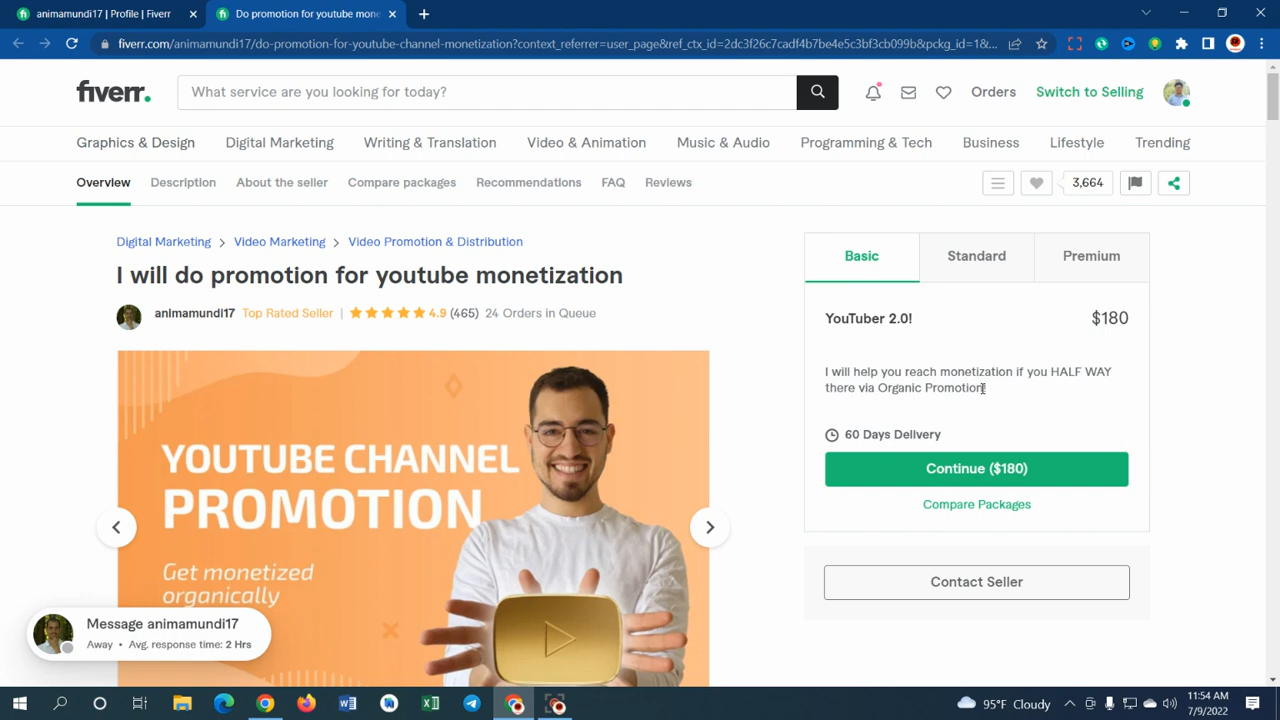 animamundi17 | Profile | Fiverr
Do promotion for youtube mone
fiverr.com/animamundi17/do-promotion-for-youtube-channel-monetization?context_referrer=user_page&ref_ctx_id=2dc3f26c7cadf4b7be4e5c3bf3cb099b&pckg_id=1&...
fiverr.
What service are you looking for today?
Orders
Switch to Selling
Graphics & Design
Digital Marketing
Writing & Translation
Video & Animation
Music & Audio
Programming & Tech
Business
Lifestyle
Trending
Overview
Description
About the seller
Compare packages
Recommendations
FAQ
Reviews
3,664
Digital Marketing > Video Marketing > Video Promotion & Distribution
I will do promotion for youtube monetization
animamundi17 Top Rated Seller | 4.9 (465) 24 Orders in Queue
YOUTUBE CHANNEL
PROMOTION
Get monetized
organically
Basic
Standard
Premium
YouTuber 2.0!
$180
I will help you reach monetization if you HALF WAY
there via Organic Promotion
60 Days Delivery
Continue ($180)
Compare Packages
Contact Seller
Message animamundi17
Away • Avg. response time: 2 Hrs
95°F Cloudy
11:54 AM
7/9/2022